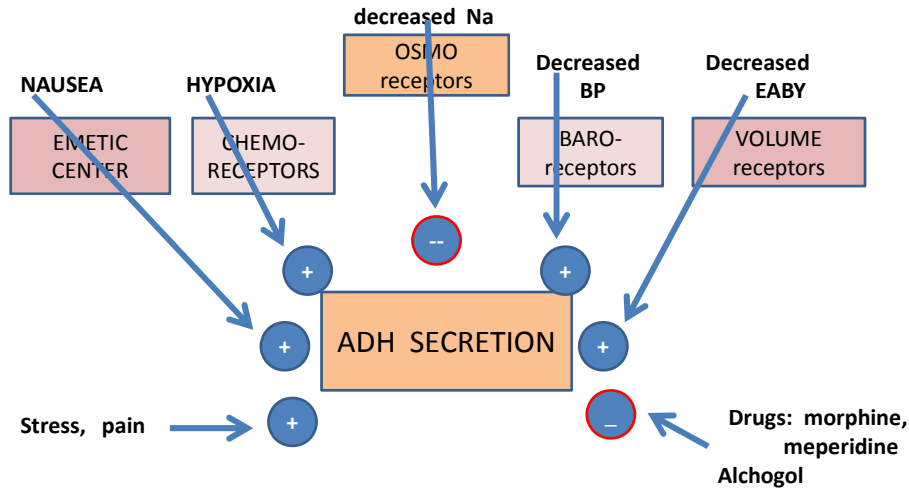 decreased Na
OSMO
receptors
NAUSEA
EMETIC
CENTER
HYPOXIA
CHEMO-
RECEPTORS
Decreased
BP
BARO-
receptors
Decreased
EABY
VOLUME
receptors
--
+
+
ADH SECRETION
+
+
Stress, pain
+
_
Drugs: morphine,
meperidine
Alchogol